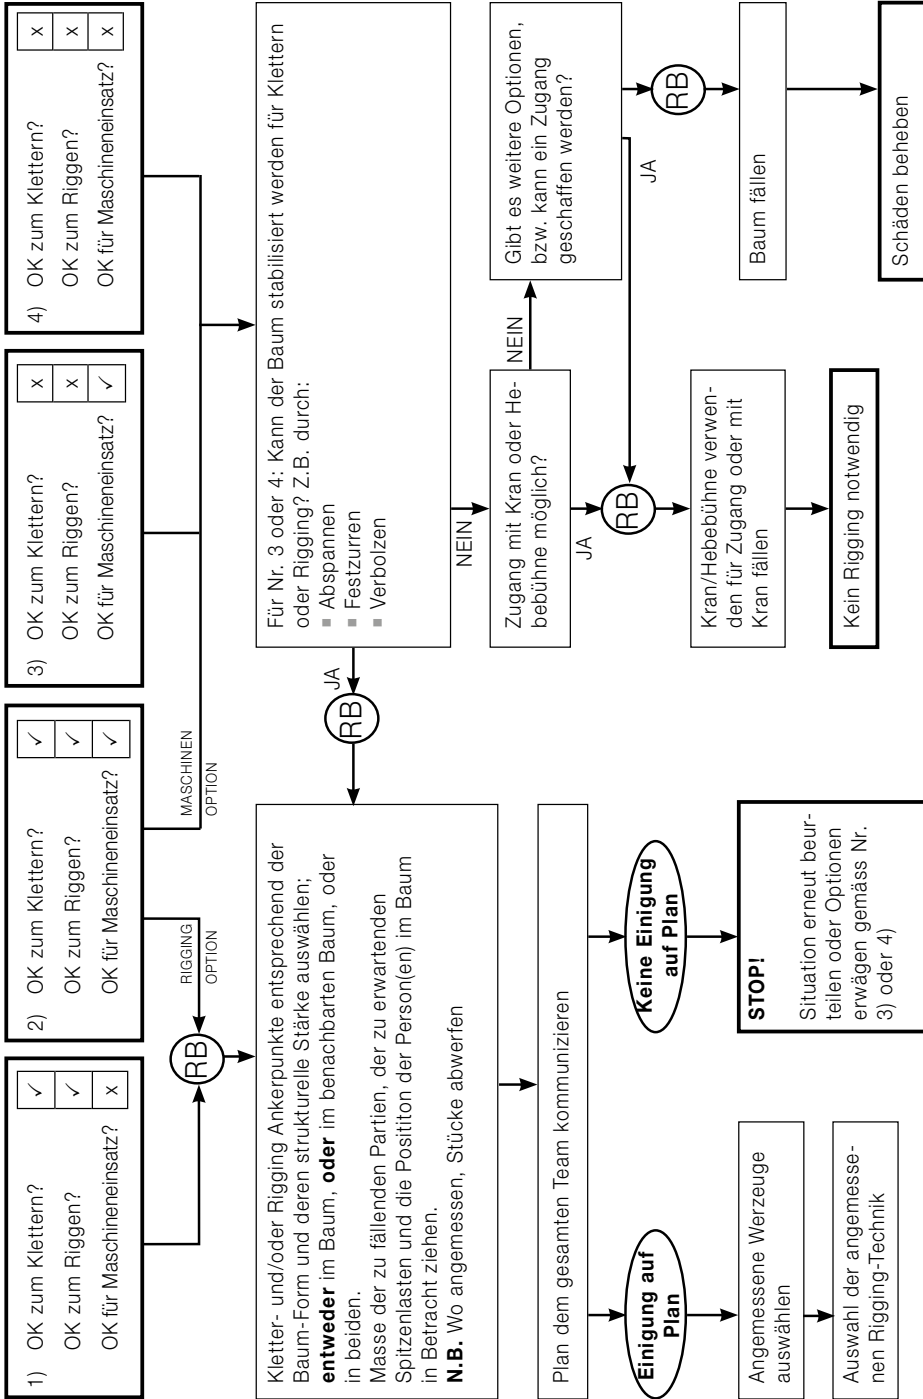 1) OK zum Klettern? ✓
OK zum Riggen? ✓
OK für Maschineneinsatz? x
2) OK zum Klettern? ✓
OK zum Riggen? ✓
OK für Maschineneinsatz? ✓
3) OK zum Klettern? x
OK zum Riggen? x
OK für Maschineneinsatz? ✓
4) OK zum Klettern? x
OK zum Riggen? x
OK für Maschineneinsatz? x
RIGGING
OPTION
MASCHINEN
OPTION
RB
Kletter- und/oder Rigging Ankerpunkte entsprechend der
Baum-Form und deren strukturelle Stärke auswählen;
entweder im Baum, oder im benachbarten Baum, oder
in beiden.
Masse der zu fällenden Partien, der zu erwartenden
Spitzenlasten und die Positition der Person(en) im Baum
in Betracht ziehen.
N.B. Wo angemessen, Stücke abwerfen
JA
RB
Für Nr. 3 oder 4: Kann der Baum stabilisiert werden für Klettern
oder Rigging? Z.B. durch:
■ Abspannen
■ Festzurren
■ Verbolzen
NEIN
Zugang mit Kran oder He-
bebühne möglich?
NEIN
Gibt es weitere Optionen,
bzw. kann ein Zugang
geschaffen werden?
JA
RB
JA
RB
Plan dem gesamten Team kommunizieren
Kran/Hebebühne verwen-
den für Zugang oder mit
Kran fällen
Baum fällen
Einigung auf
Plan
Keine Einigung
auf Plan
Angemessene Werzeuge
auswählen
STOP!
Situation erneut beur-
teilen oder Optionen
erwägen gemäss Nr.
3) oder 4)
Kein Rigging notwendig
Schäden beheben
Auswahl der angemesse-
nen Rigging-Technik